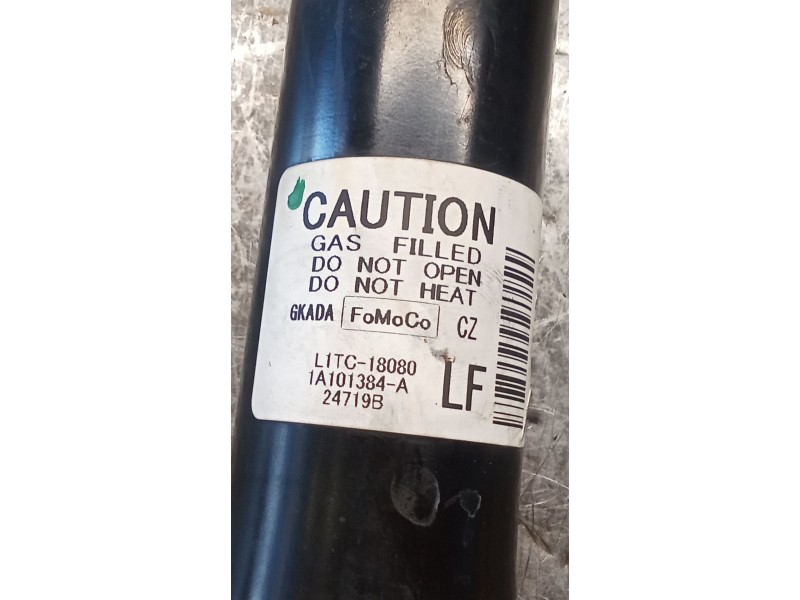 CAUTION
GAS FILLED
DO NOT OPEN
DO NOT HEAT
GKADA FoMoCo CZ
L1TC-18080
1A101384-A LF
24719B